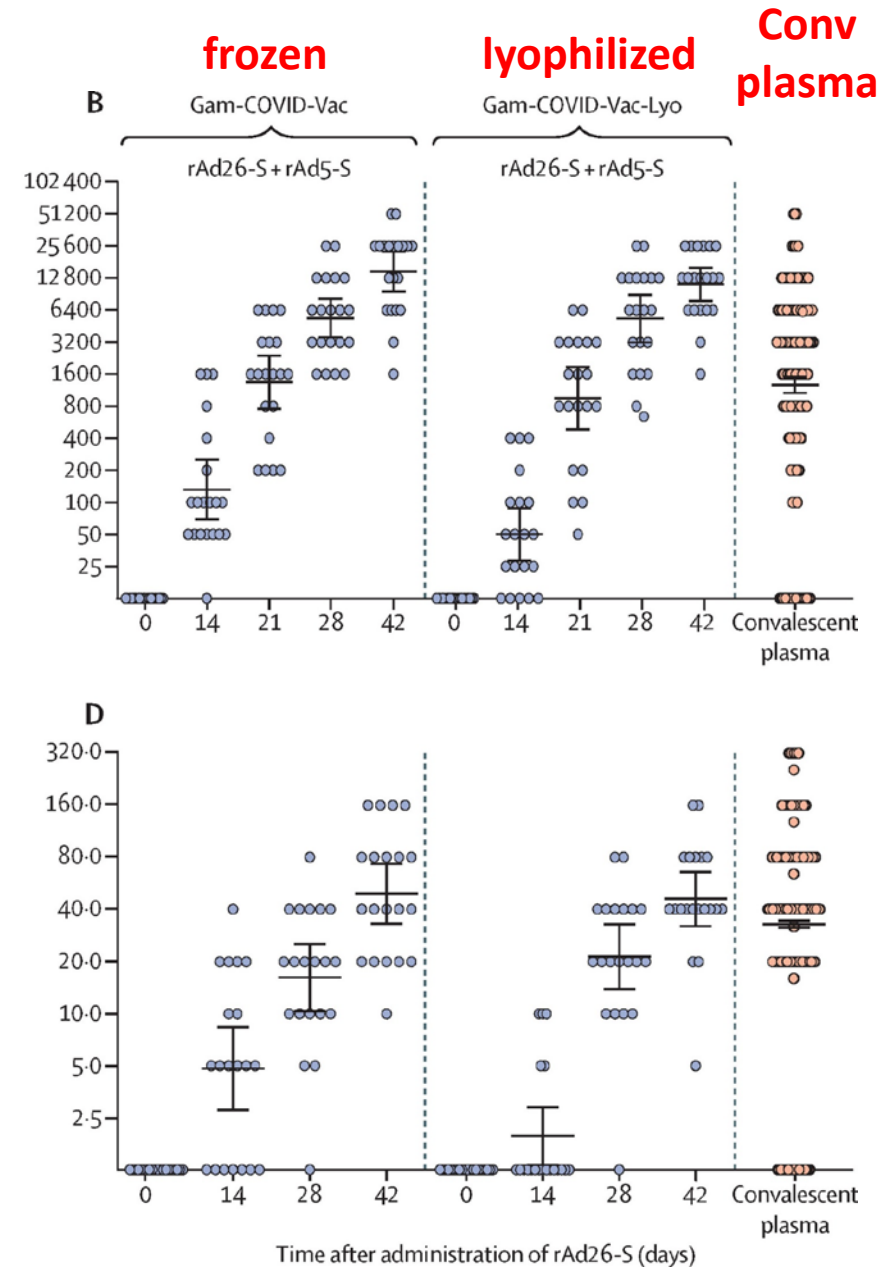 frozen
lyophilized
Conv
plasma
B
Gam-COVID-Vac
Gam-COVID-Vac-Lyo
rAd26-S + rAd5-S
rAd26-S + rAd5-S
102 400
51 200
25 600
12 800
6400
3200
1600
800
400
200
100
50
25
0 14 21 28 42 0 14 21 28 42 Convalescent
plasma
D
320·0
160·0
80·0
40·0
20·0
10·0
5·0
2·5
0 14 28 42 0 14 28 42 Convalescent
plasma
Time after administration of rAd26-S (days)